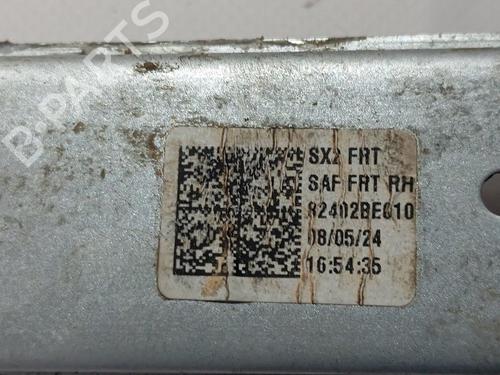 SX2 FRT
SAF FRT RH
82402BE010
08/05/24
16:54:35
B-PARTS